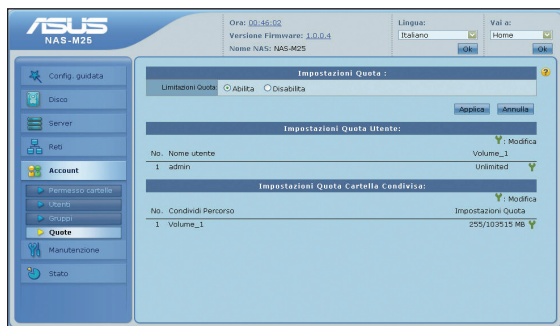 ASUS
NAS-M25
Ora: 00:46:02
Versione Firmware: 1.0.0.4
Nome NAS: NAS-M25
Lingua:
Italiano
Ok
Vai a:
Home
Ok
Config. guidata
Disco
Server
Reti
Account
Permesso cartelle
Utenti
Gruppi
Quote
Manutenzione
Stato
Impostazioni Quota :
?
Limitazioni Quota: Abilita Disabilita
Applica Annulla
Impostazioni Quota Utente:
: Modifica
No. Nome utente Volume_1
1 admin Unlimited
Impostazioni Quota Cartella Condivisa:
: Modifica
No. Condividi Percorso Impostazioni Quota
1 Volume_1 255/103515 MB